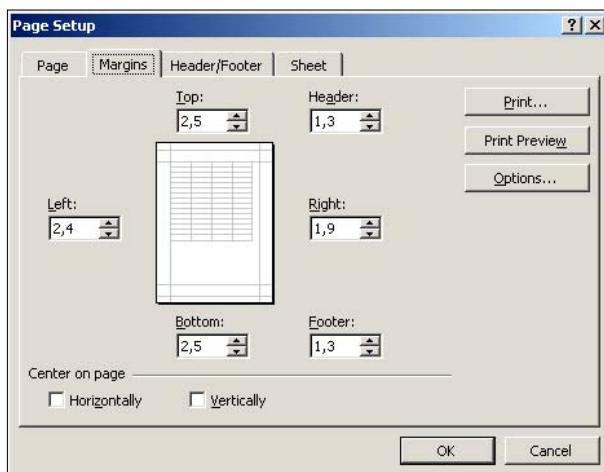 Page Setup
Page Margins Header/Footer Sheet
Top: Header:
2,5 1,3
Print...
Print Preview
Options...
Left: Right:
2,4 1,9
Bottom: Footer:
2,5 1,3
Center on page
Horizontally Vertically
OK Cancel